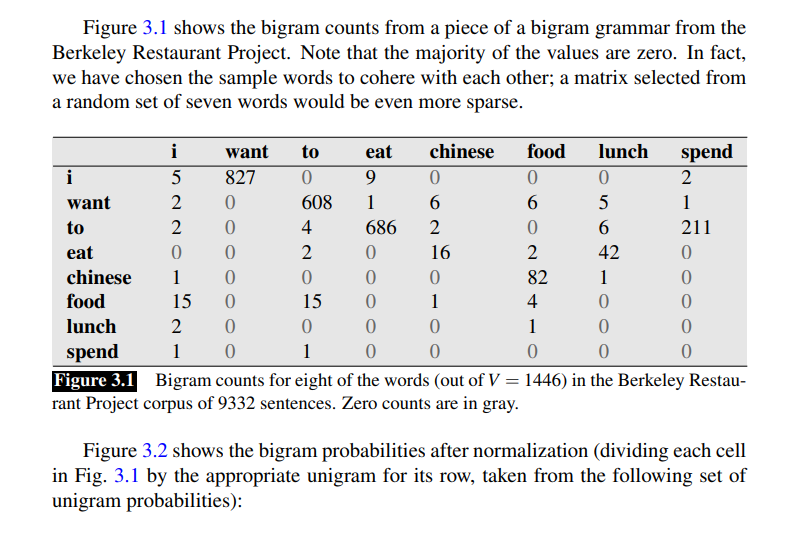 Figure 3.1 shows the bigram counts from a piece of a bigram grammar from the
Berkeley Restaurant Project. Note that the majority of the values are zero. In fact,
we have chosen the sample words to cohere with each other; a matrix selected from
a random set of seven words would be even more sparse.
i want to eat chinese food lunch spend
i 5 827 0 9 0 0 0 2
want 2 0 608 1 6 6 5 1
to 2 0 4 686 2 0 6 211
eat 0 0 2 0 16 2 42 0
chinese 1 0 0 0 0 82 1 0
food 15 0 15 0 1 4 0 0
lunch 2 0 0 0 0 1 0 0
spend 1 0 1 0 0 0 0 0
Figure 3.1 Bigram counts for eight of the words (out of V = 1446) in the Berkeley Restau-
rant Project corpus of 9332 sentences. Zero counts are in gray.
Figure 3.2 shows the bigram probabilities after normalization (dividing each cell
in Fig. 3.1 by the appropriate unigram for its row, taken from the following set of
unigram probabilities):